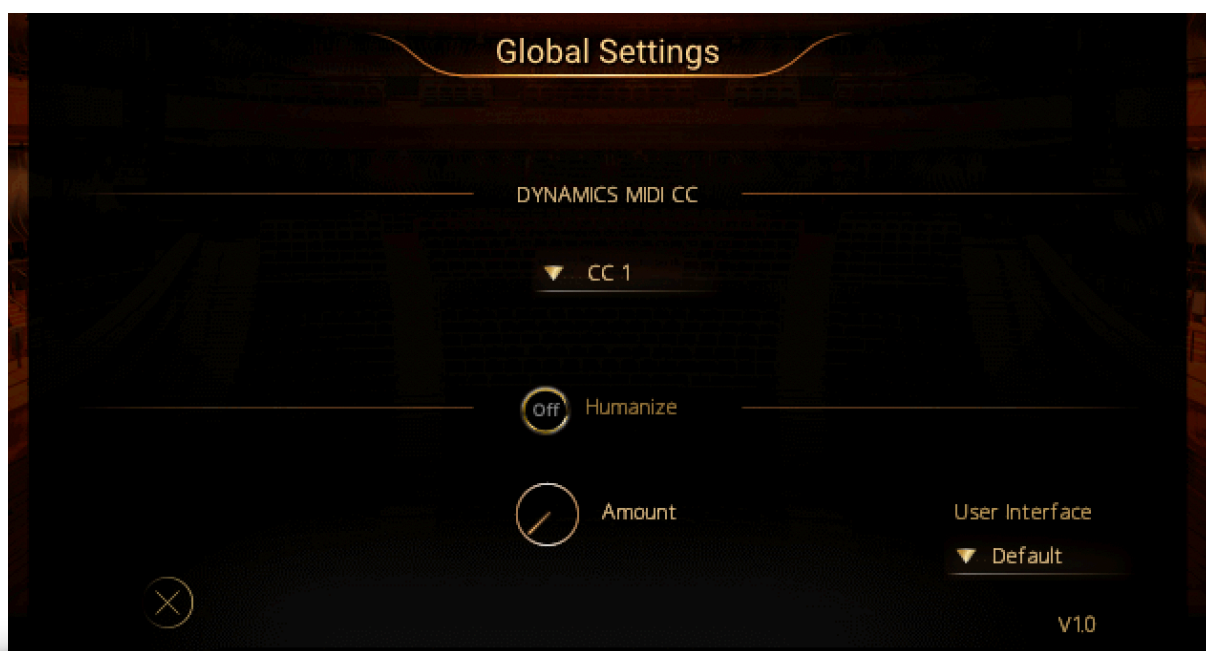 Global Settings
DYNAMICS MIDI CC
CC 1
Off Humanize
Amount
User Interface
Default
V1.0